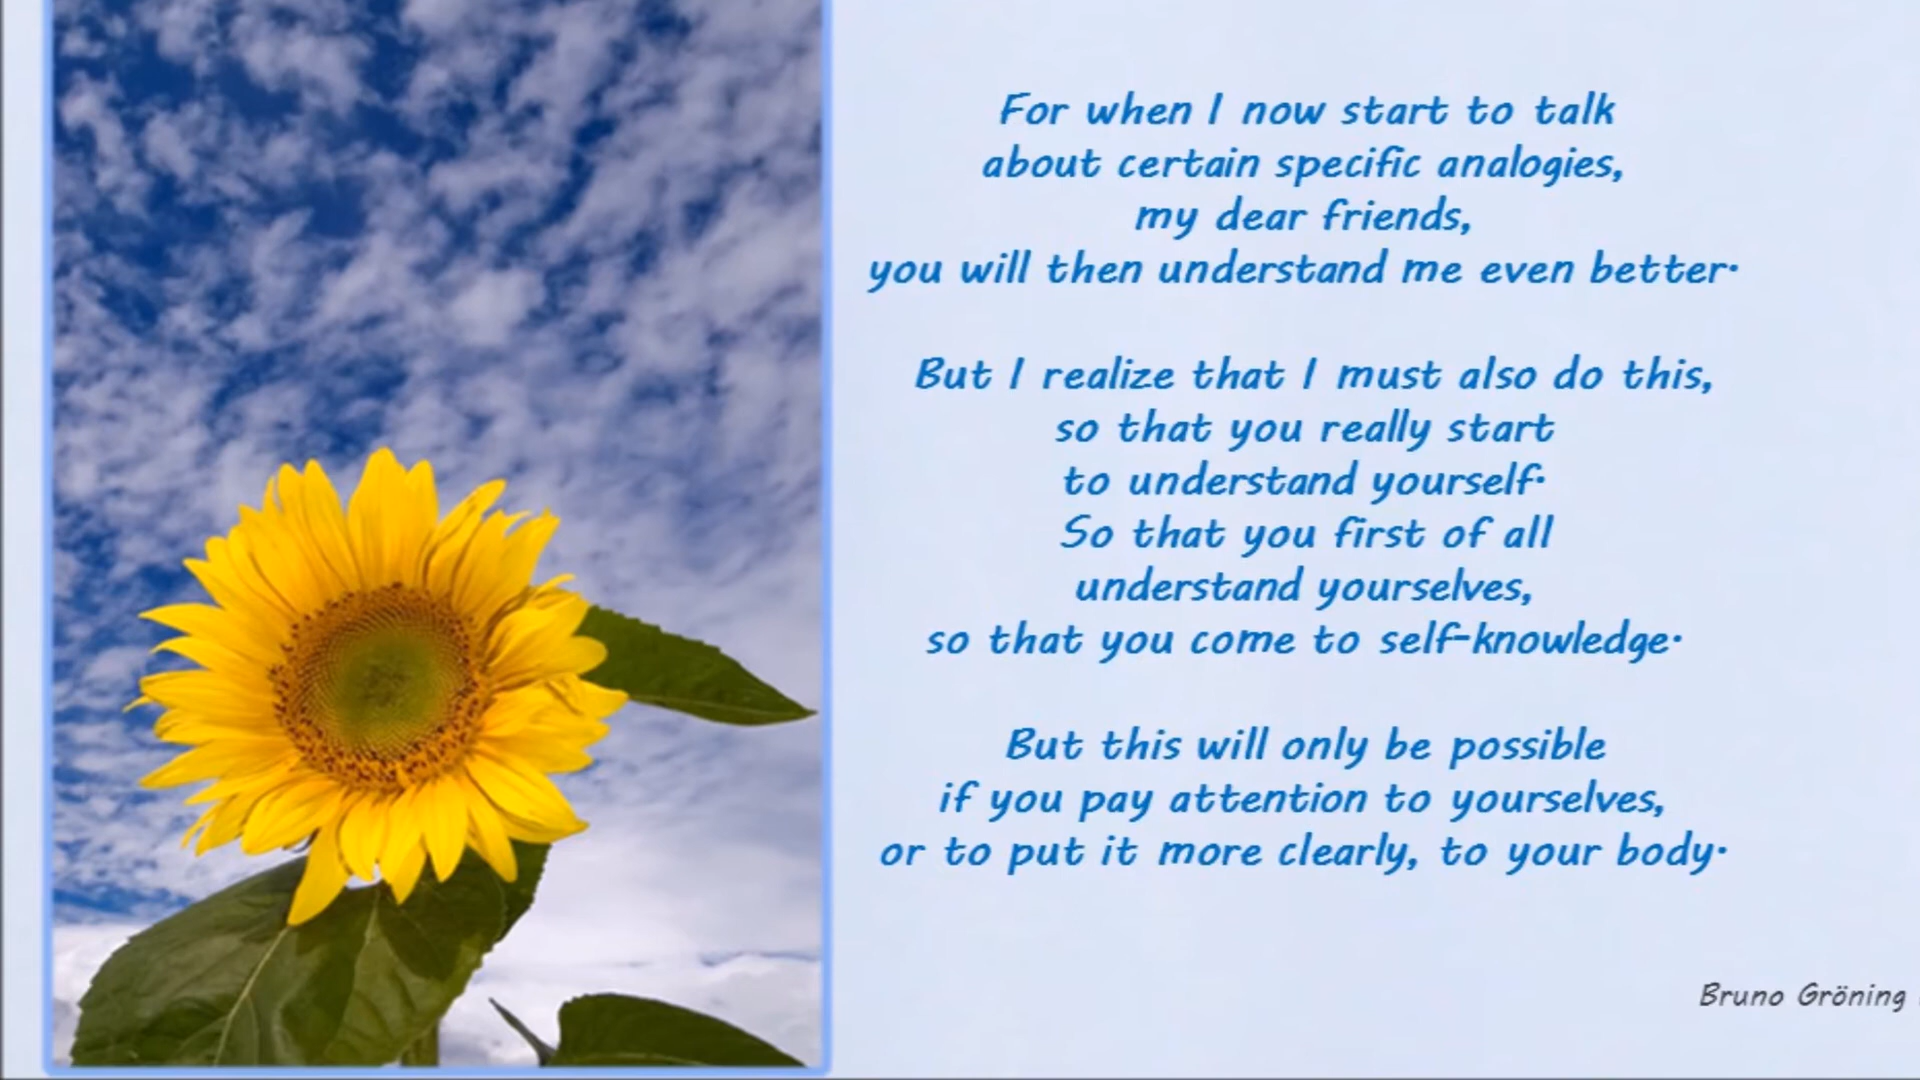 For when I now start to talk
about certain specific analogies,
my dear friends,
you will then understand me even better.
But I realize that I must also do this,
so that you really start
to understand yourself.
So that you first of all
understand yourselves,
so that you come to self-knowledge.
But this will only be possible
if you pay attention to yourselves,
or to put it more clearly, to your body.
Bruno Gröning